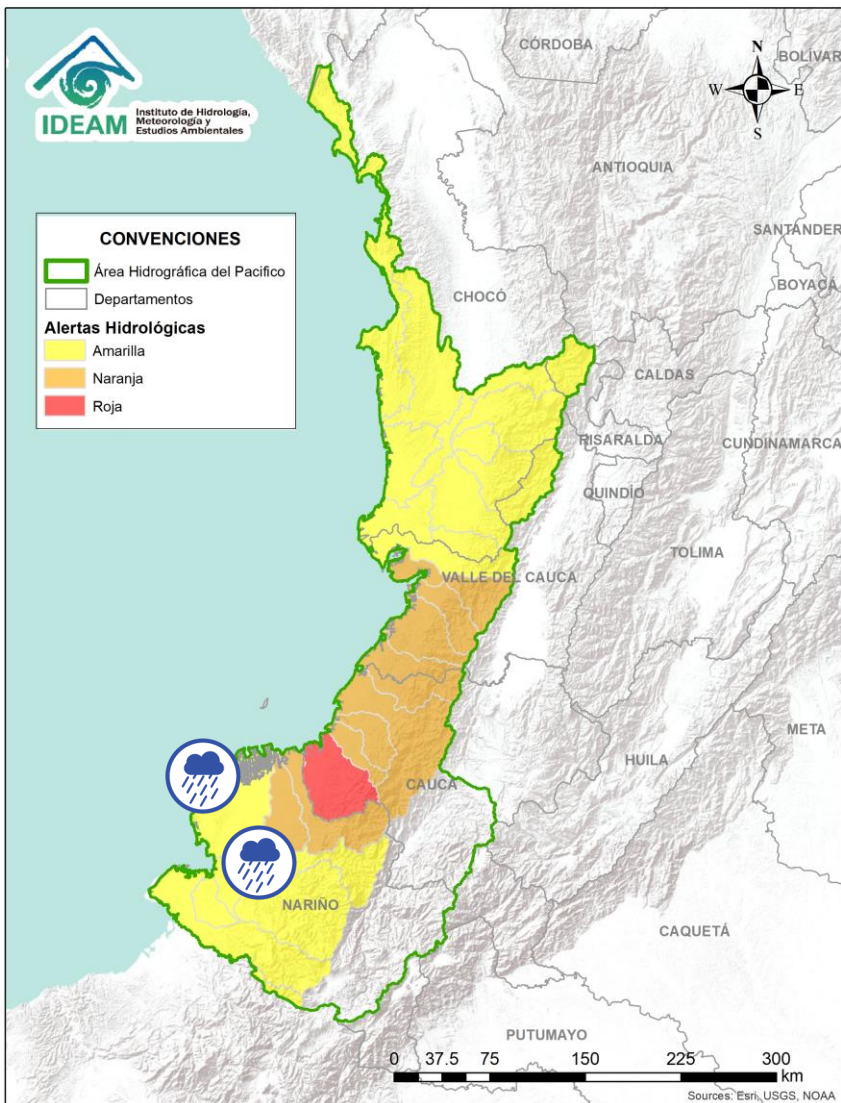 IDEAM
Instituto de Hidrología,
Meteorología y
Estudios Ambientales
CÓRDOBA
BOLÍVAR
N
W
E
S
ANTIOQUIA
SANTANDER
BOYACÁ
CONVENCIONES
Área Hidrográfica del Pacifico
Departamentos
Alertas Hidrológicas
Amarilla
Naranja
Roja
CHOCÓ
CALDAS
RISARALDA
CUNDINAMARCA
QUINDÍO
TOLIMA
VALLE DEL CAUCA
META
HUILA
CAUCA
NARIÑO
CAQUETÁ
PUTUMAYO
0 37.5 75 150 225 300
km
Sources: Esri, USGS, NOAA